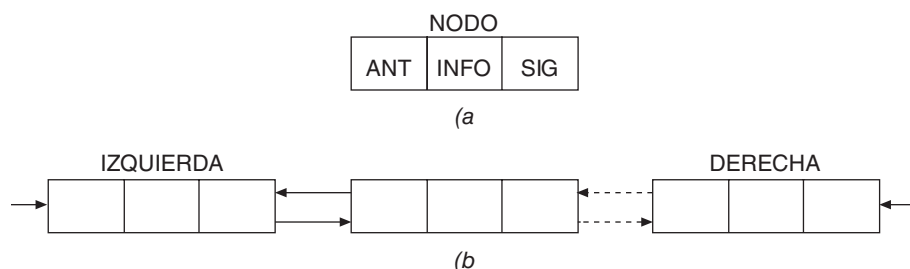 NODO
ANT INFO SIG
(a
IZQUIERDA DERECHA
(b